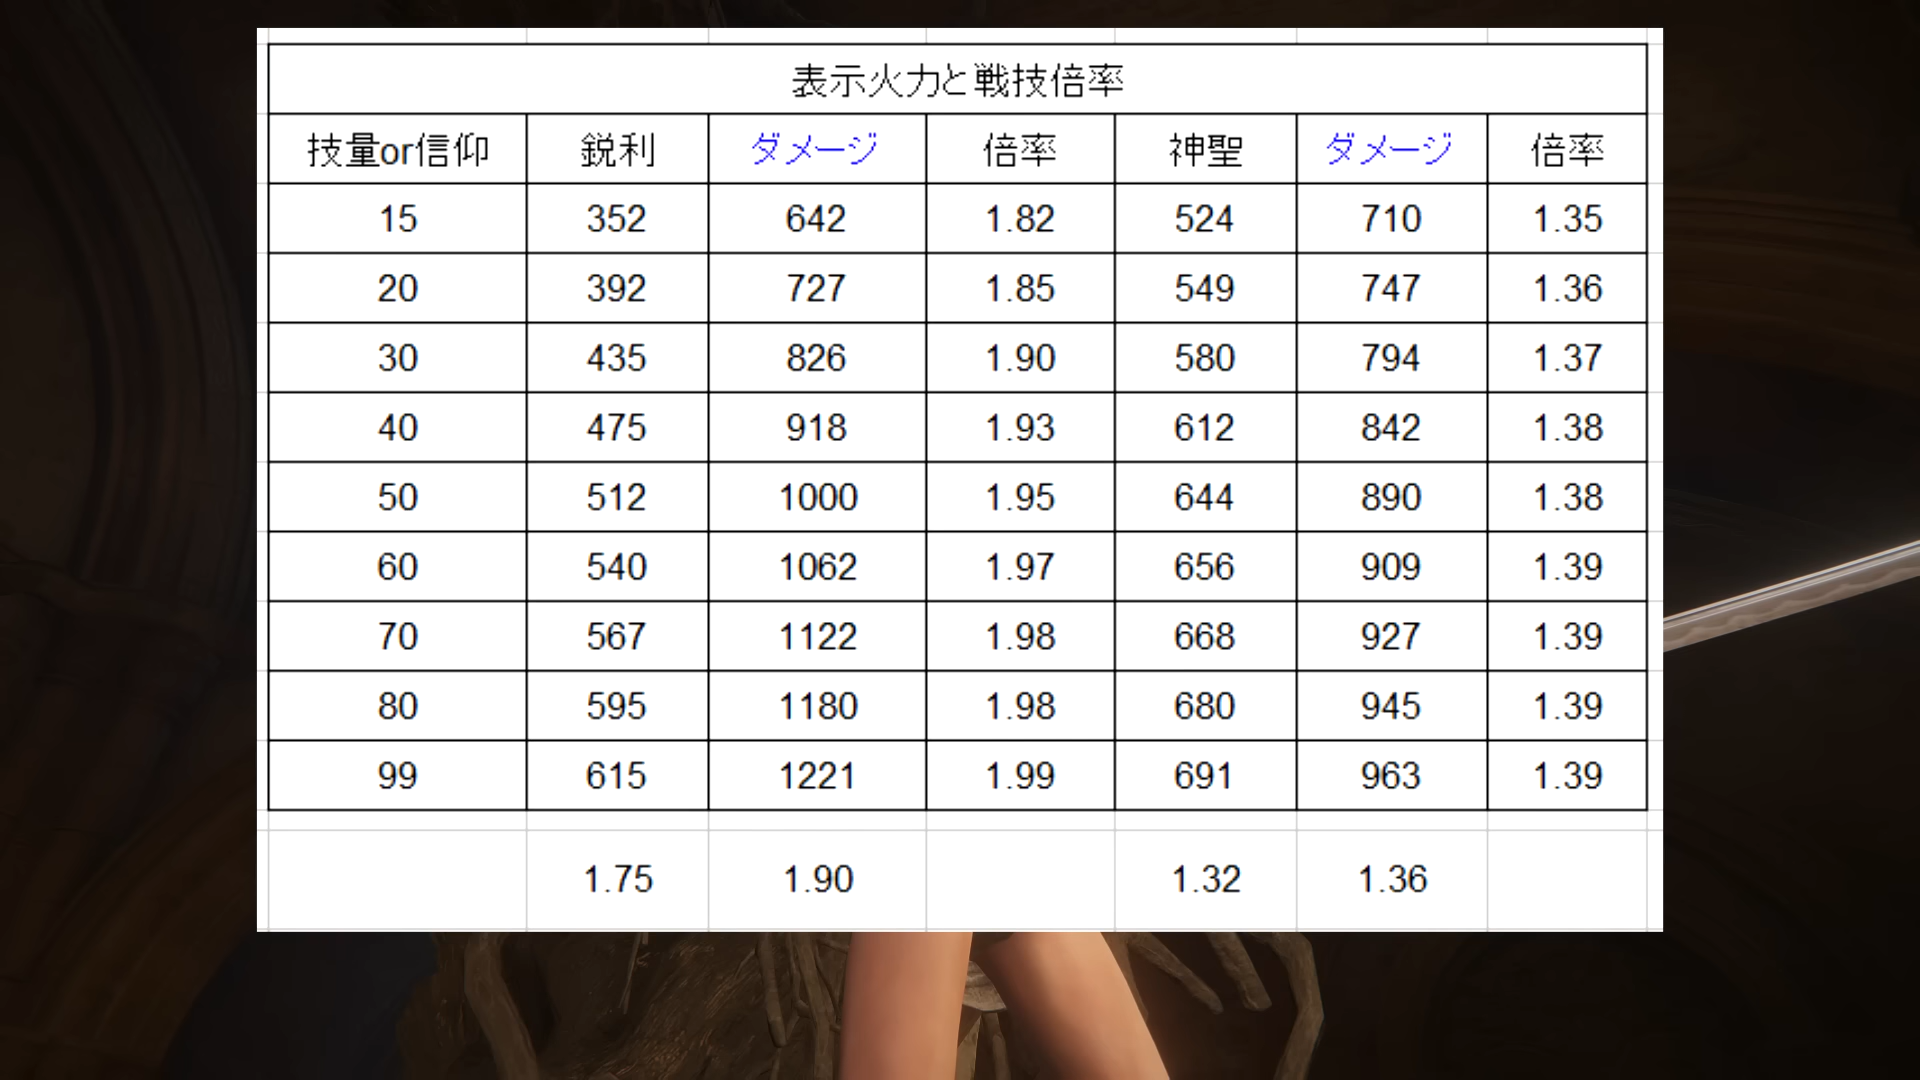 表示火力と戦技倍率
技量or信仰 鋭利 ダメージ 倍率 神聖 ダメージ 倍率
15 352 642 1.82 524 710 1.35
20 392 727 1.85 549 747 1.36
30 435 826 1.90 580 794 1.37
40 475 918 1.93 612 842 1.38
50 512 1000 1.95 644 890 1.38
60 540 1062 1.97 656 909 1.39
70 567 1122 1.98 668 927 1.39
80 595 1180 1.98 680 945 1.39
99 615 1221 1.99 691 963 1.39
1.75 1.90 1.32 1.36